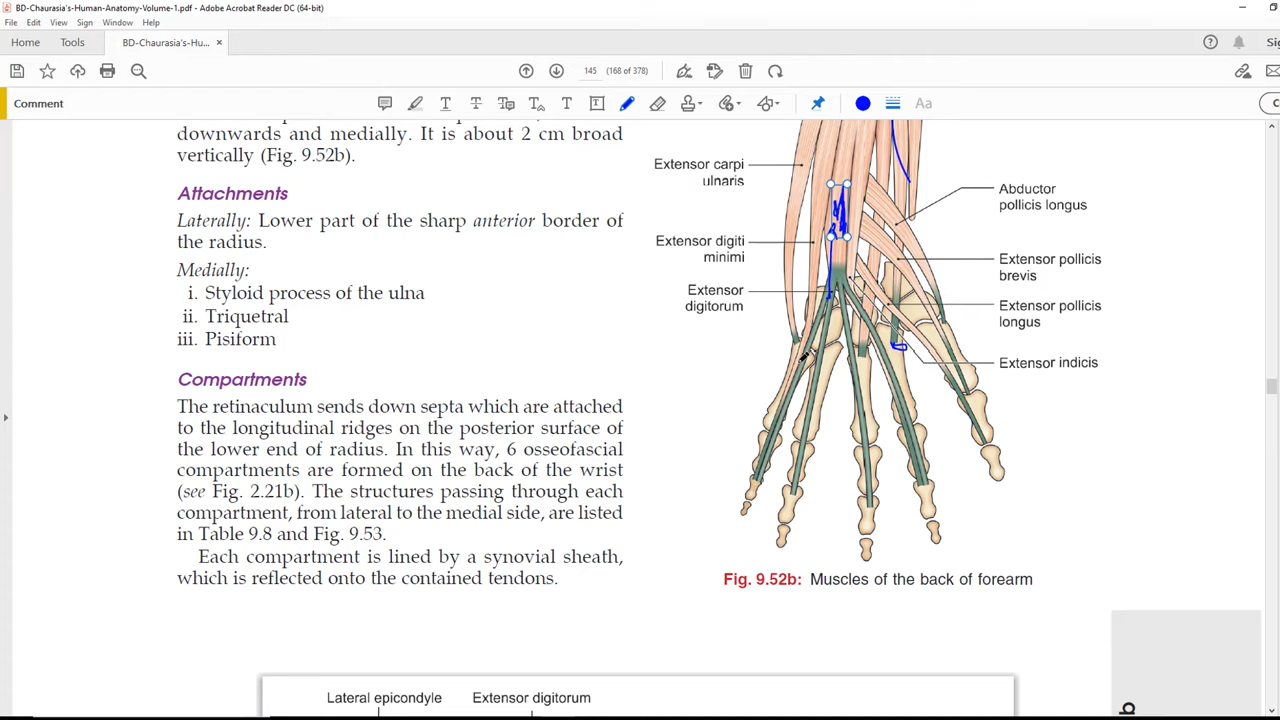 BD-Chaurasia's-Human-Anatomy-Volume-1.pdf - Adobe Acrobat Reader DC (64-bit)
File Edit View Sign Window Help
Home Tools BD-Chaurasia's-Hu... ×
145 (168 of 378)
Comment
Aa
downwards and medially. It is about 2 cm broad
vertically (Fig. 9.52b).
Attachments
Laterally: Lower part of the sharp anterior border of
the radius.
Medially:
i. Styloid process of the ulna
ii. Triquetral
iii. Pisiform
Compartments
The retinaculum sends down septa which are attached
to the longitudinal ridges on the posterior surface of
the lower end of radius. In this way, 6 osseofascial
compartments are formed on the back of the wrist
(see Fig. 2.21b). The structures passing through each
compartment, from lateral to the medial side, are listed
in Table 9.8 and Fig. 9.53.
Each compartment is lined by a synovial sheath,
which is reflected onto the contained tendons.
Extensor carpi
ulnaris
Extensor digiti
minimi
Extensor
digitorum
Abductor
pollicis longus
Extensor pollicis
brevis
Extensor pollicis
longus
Extensor indicis
Fig. 9.52b: Muscles of the back of forearm
Lateral epicondyle Extensor digitorum